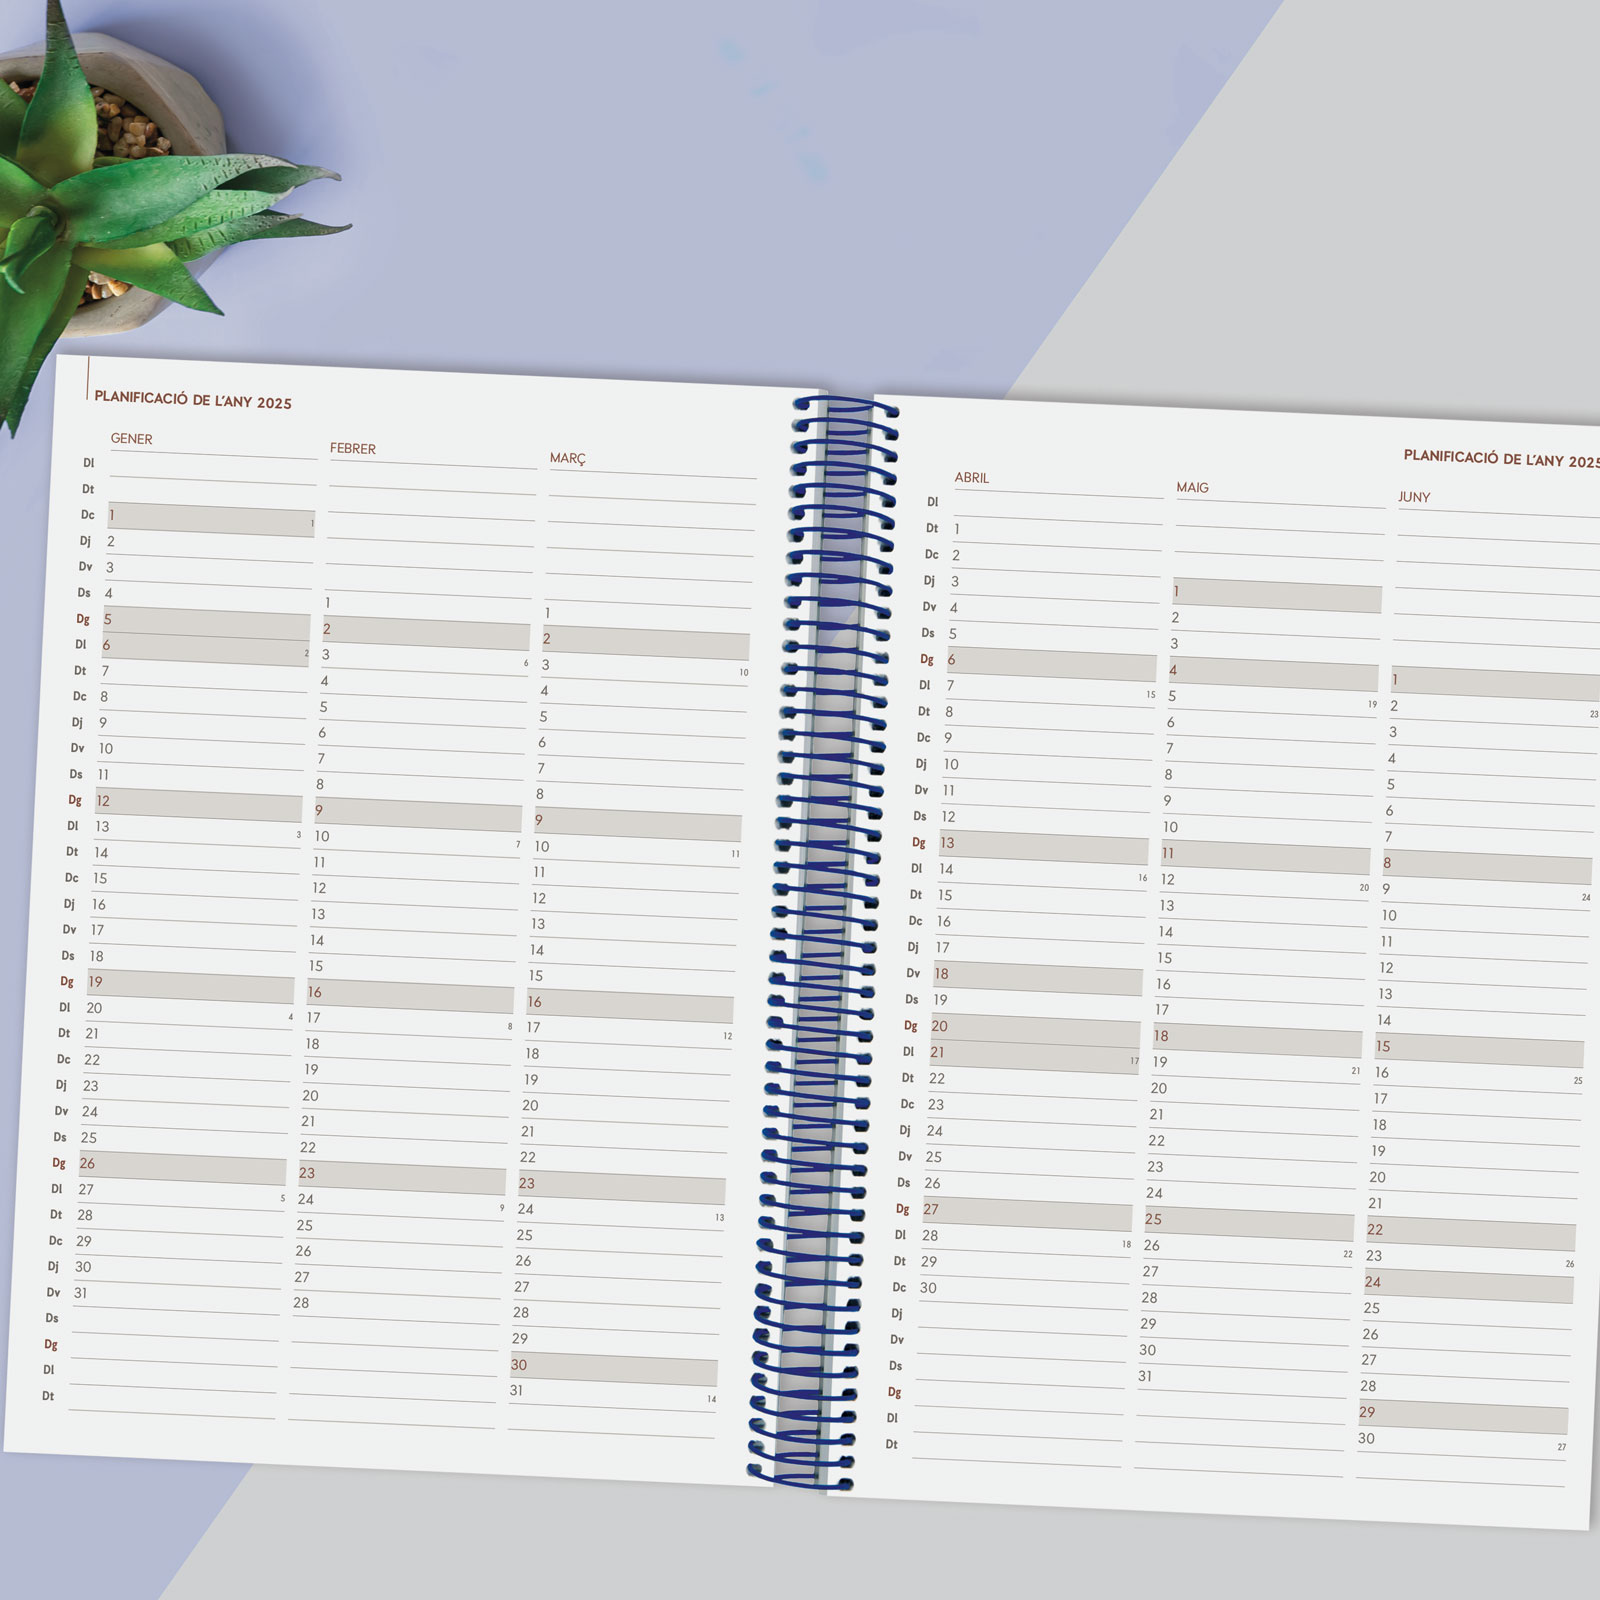 PLANIFICACIÓ DE L'ANY 2025
GENER FEBRER MARÇ
Dl
Dt
Dc 1 1
Dj 2
Dv 3
Ds 4 1 1
Dg 5 2 2
Dl 6 2 3 6 3 10
Dt 7 4 4
Dc 8 5 5
Dj 9 6 6
Dv 10 7 7
Ds 11 8 8
Dg 12 9 9
Dl 13 3 10 7 10 11
Dt 14 11 11
Dc 15 12 12
Dj 16 13 13
Dv 17 14 14
Ds 18 15 15
Dg 19 16 16
Dl 20 4 17 8 17 12
Dt 21 18 18
Dc 22 19 19
Dj 23 20 20
Dv 24 21 21
Ds 25 22 22
Dg 26 23 23
Dl 27 5 24 9 24 13
Dt 28 25 25
Dc 29 26 26
Dj 30 27 27
Dv 31 28 28
Ds 29
Dg 30
Dl 31 14
Dt
PLANIFICACIÓ DE L'ANY 2025
ABRIL MAIG JUNY
Dl
Dt 1
Dc 2
Dj 3 1
Dv 4 2
Ds 5 3
Dg 6 4 1
Dl 7 15 5 19 2 23
Dt 8 6 3
Dc 9 7 4
Dj 10 8 5
Dv 11 9 6
Ds 12 10 7
Dg 13 11 8
Dl 14 16 12 20 9 24
Dt 15 13 10
Dc 16 14 11
Dj 17 15 12
Dv 18 16 13
Ds 19 17 14
Dg 20 18 15
Dl 21 17 19 21 16 25
Dt 22 20 17
Dc 23 21 18
Dj 24 22 19
Dv 25 23 20
Ds 26 24 21
Dg 27 25 22
Dl 28 18 26 22 23 26
Dt 29 27 24
Dc 30 28 25
Dj 29 26
Dv 30 27
Ds 31 28
Dg 29
Dl 30 27
Dt